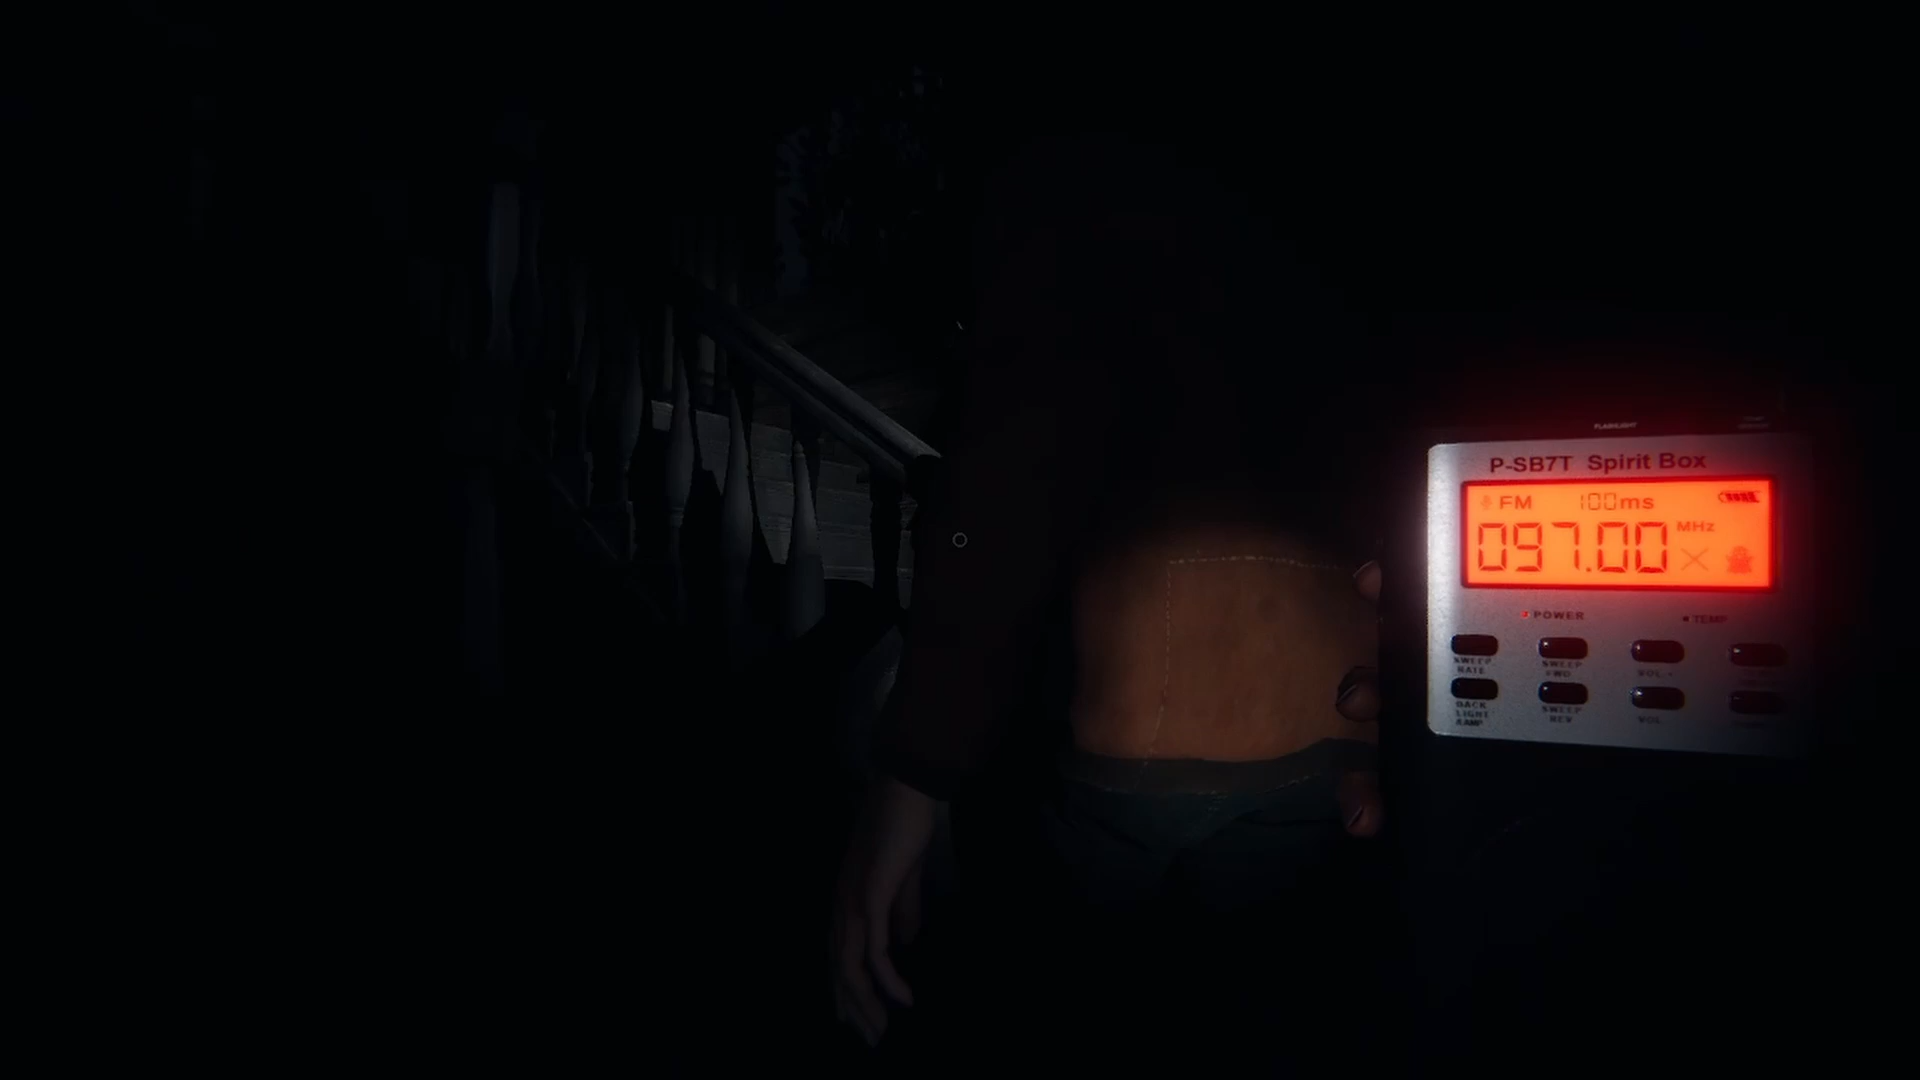 FLASHLIGHT
P-SB7T Spirit Box
FM 100ms
097.00 MHz
POWER TEMP
SWEEP RATE
SWEEP FWD
VOL +
BACK LIGHT
SWEEP REV
VOL